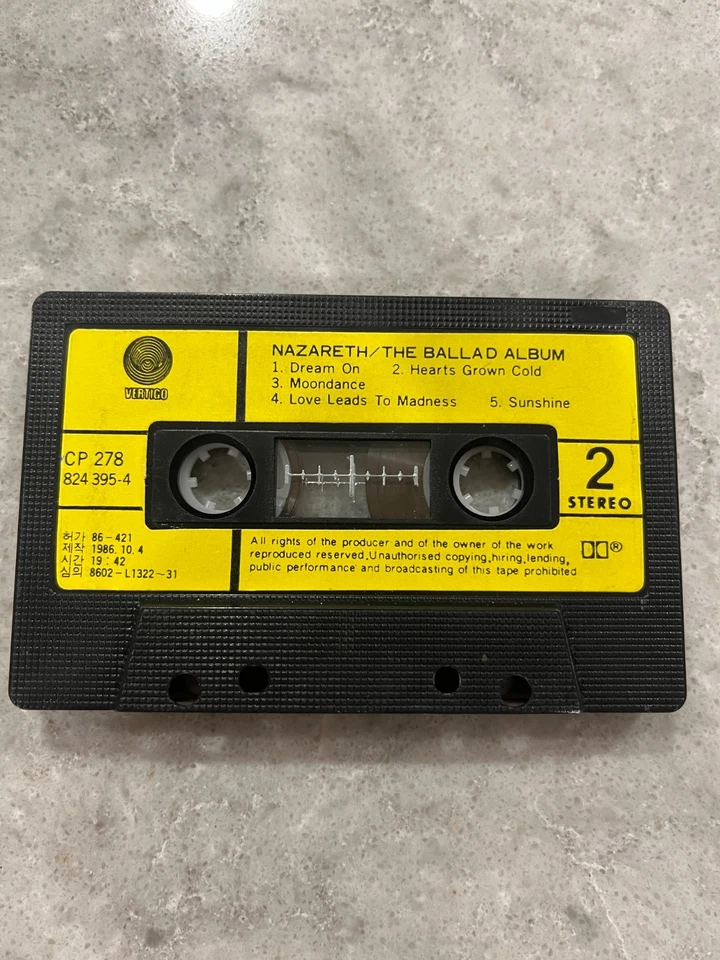 VERTIGO
NAZARETH/THE BALLAD ALBUM
1. Dream On 2. Hearts Grown Cold
3. Moondance
4. Love Leads To Madness 5. Sunshine
CP 278
824 395-4
2
STEREO
허가 86-421
제작 1986. 10. 4
시간 19 : 42
심의 8602-L1322~31
All rights of the producer and of the owner of the work
reproduced reserved.Unauthorised copying,hiring,lending,
public performance and broadcasting of this tape prohibited
®